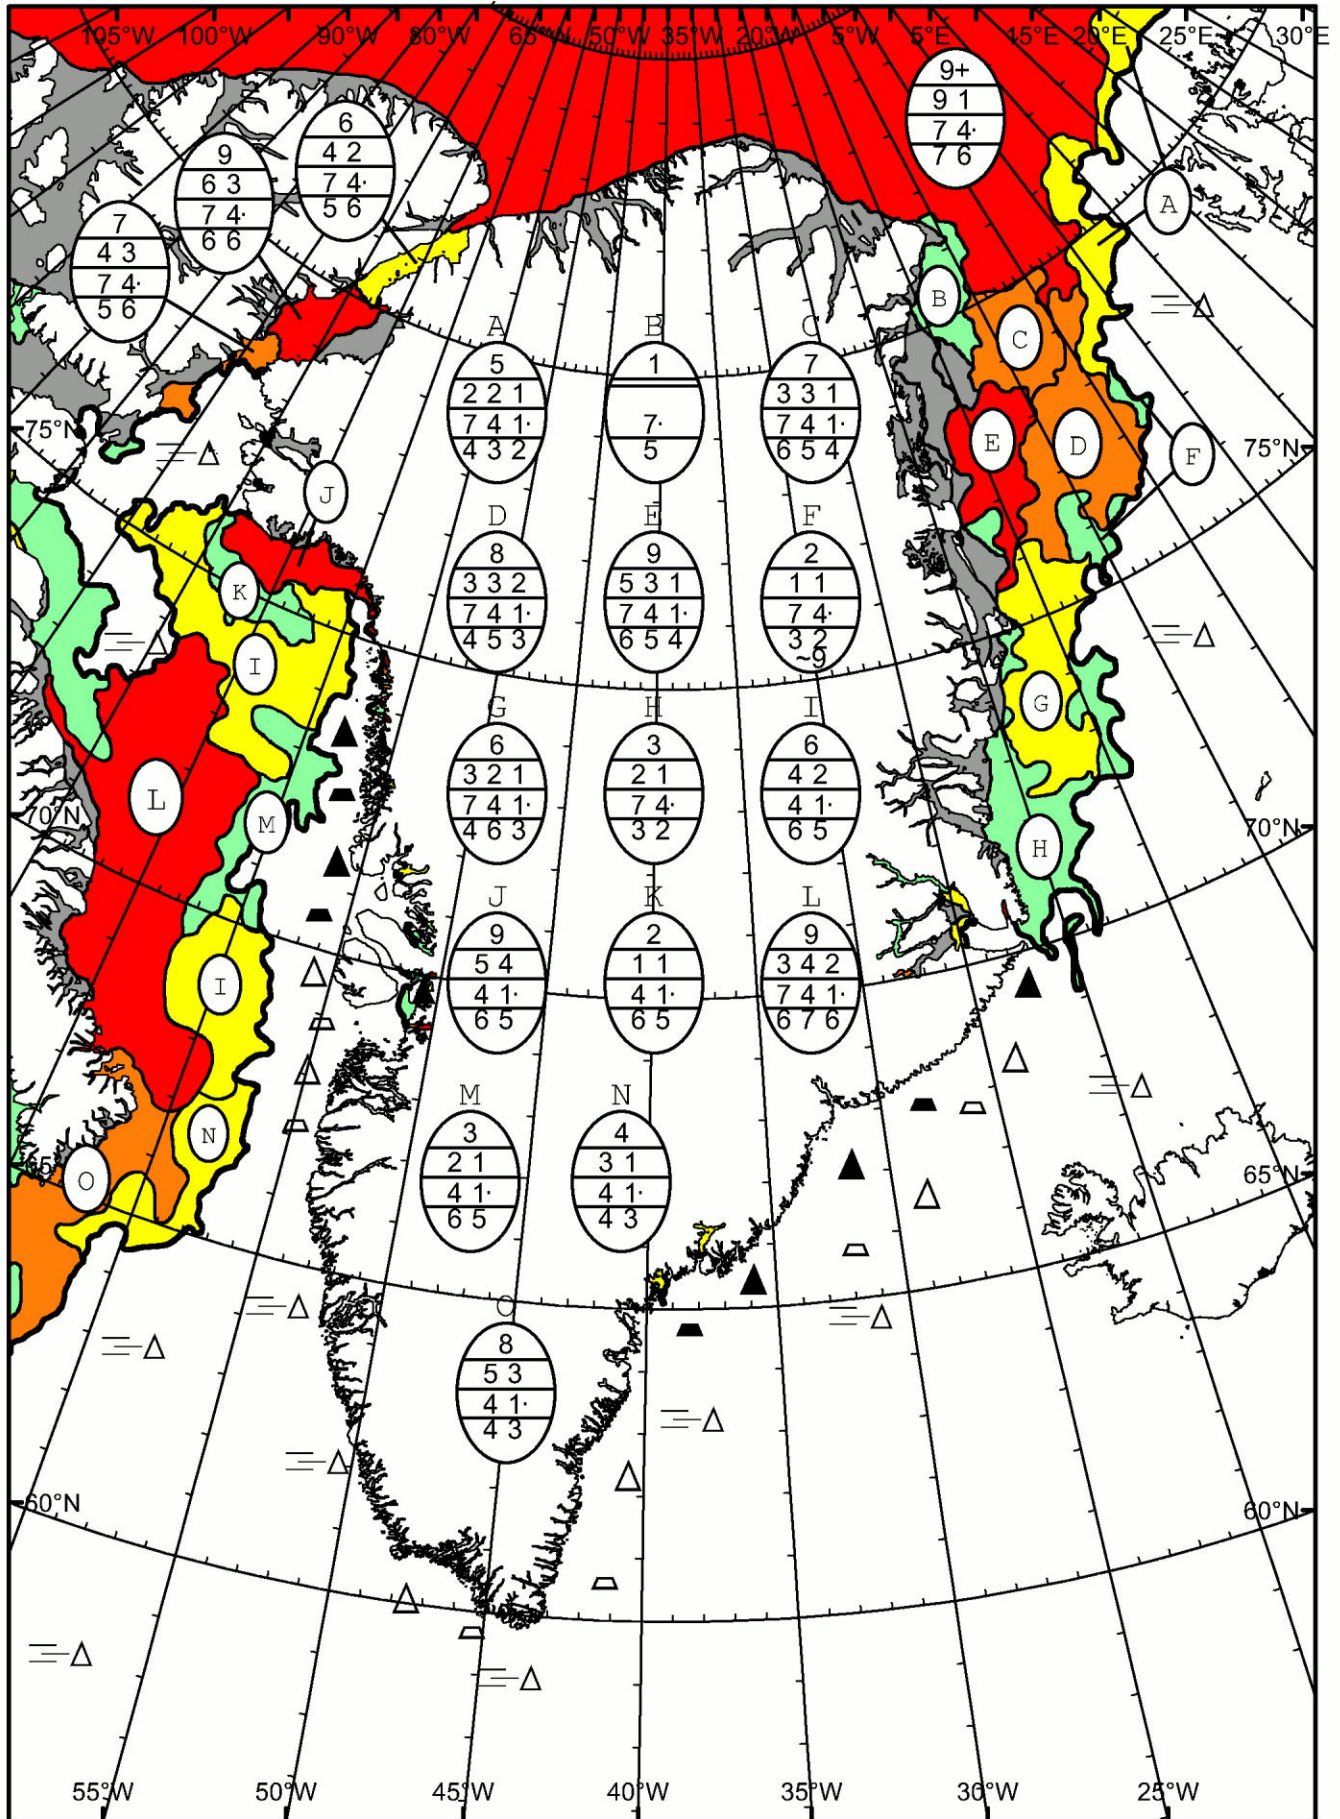 105°W 100°W 90°W 80°W 65°W 50°W 35°W 20°W 5°W 5°E 15°E 20°E 25°E 30°E
9+
9 1
7 4·
7 6
6
4 2
7 4·
5 6
9
6 3
7 4·
6 6
7
4 3
7 4·
5 6
A
B
C
A B C
5 1 7
2 2 1 3 3 1
7 4 1· 7· 7 4 1·
4 3 2 5 6 5 4
75°N E D F 75°N
J
D E F
8 9 2
3 3 2 5 3 1 1 1
7 4 1· 7 4 1· 7 4·
4 5 3 6 5 4 3 2
~9
K
I
G
G H I
6 3 6
3 2 1 2 1 4 2
7 4 1· 7 4· 4 1·
4 6 3 3 2 6 5
L
70°N M 70°N
H
J K L
9 2 9
5 4 1 1 3 4 2
4 1· 4 1· 7 4 1·
6 5 6 5 6 7 6
I
M N
3 4
2 1 3 1
4 1· 4 1·
6 5 4 3
N
65°N
O
O
8
5 3
4 1·
4 3
60°N 60°N
55°W 50°W 45°W 40°W 35°W 30°W 25°W